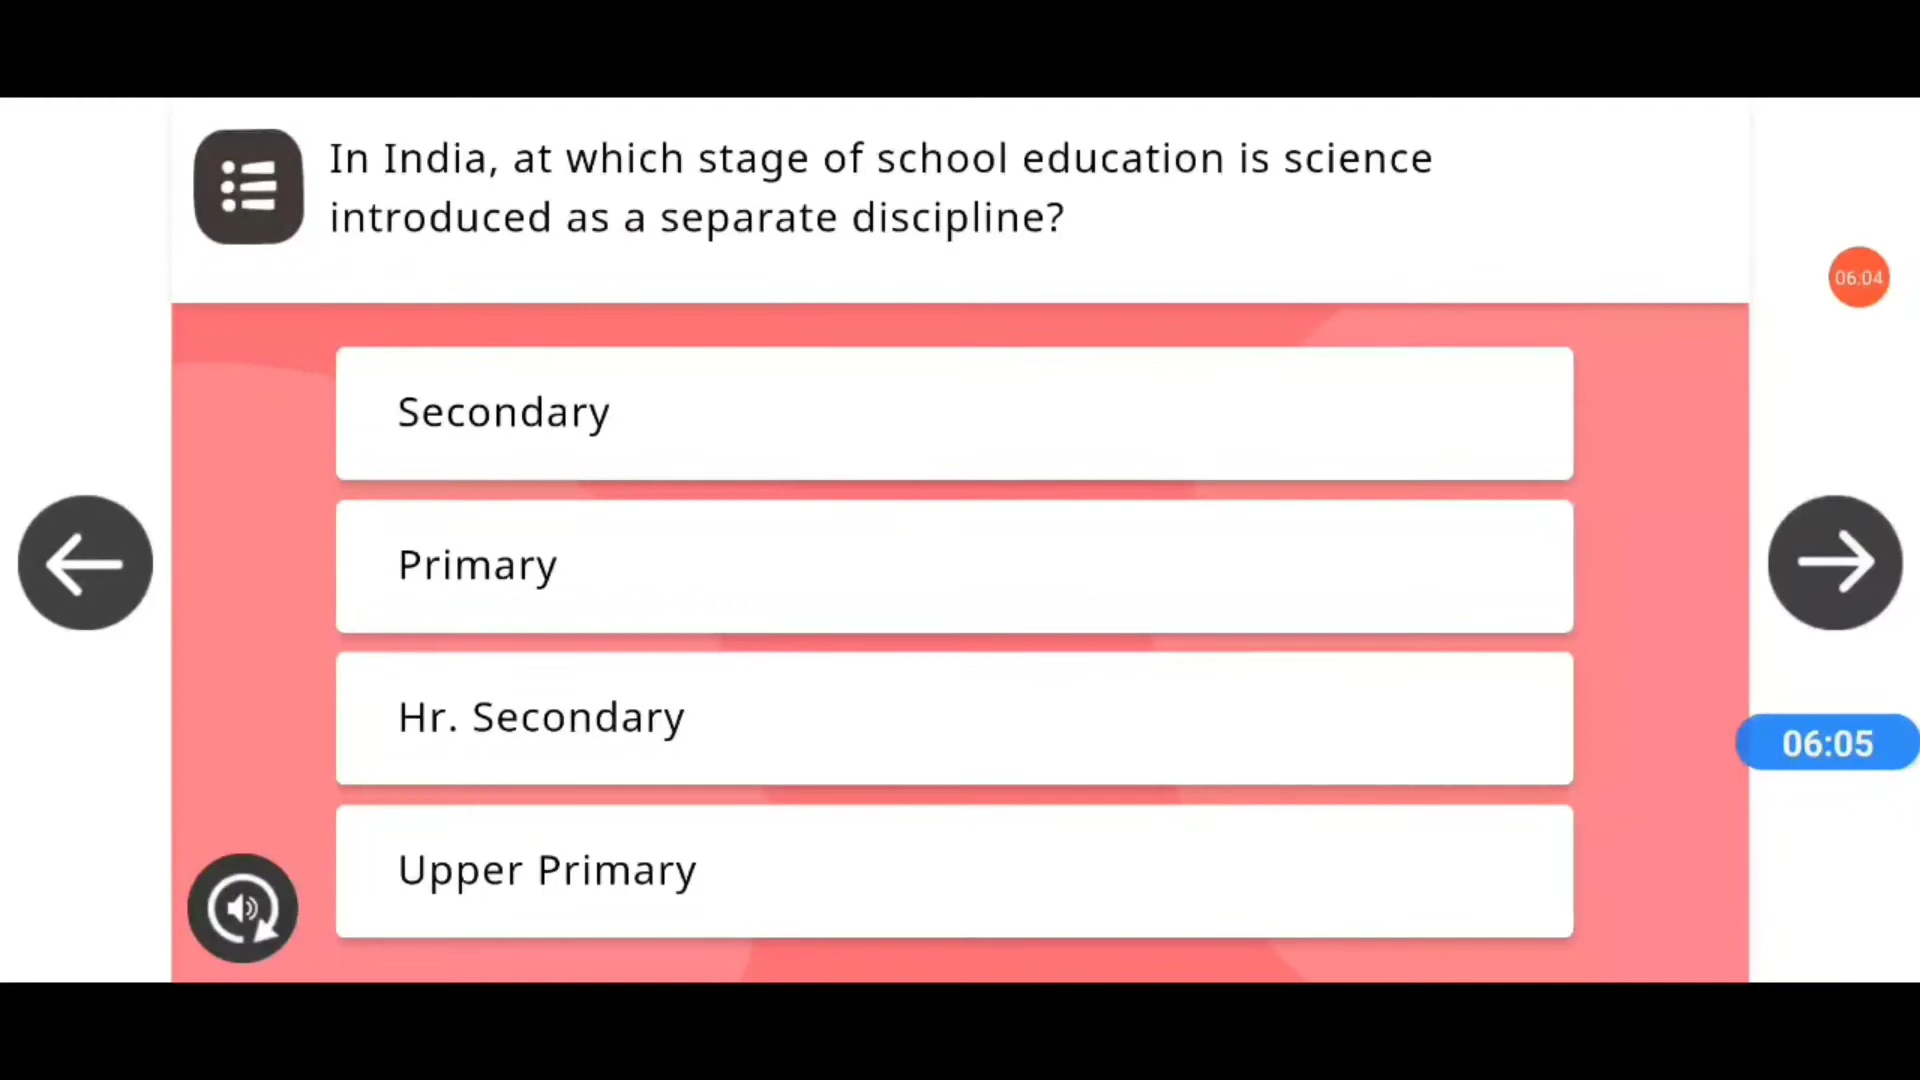 In India, at which stage of school education is science
introduced as a separate discipline?
06.04
Secondary
Primary
Hr. Secondary
06:05
Upper Primary